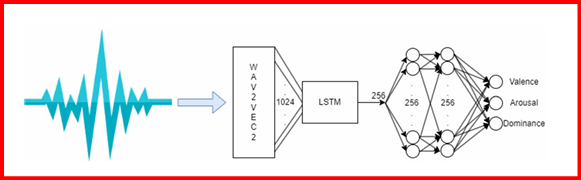 WAV2VEC2
1024
LSTM
256
256
256
Valence
Arousal
Dominance